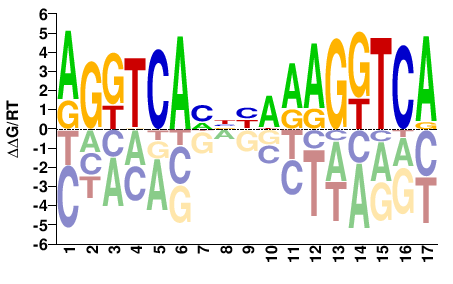 6
5
4
3
2
1
0
-1
-2
-3
-4
-5
-6
ΔΔG/RT
A G G T C A C T C A A A G G T C A
G T A T G G T G
T A C C T T G A G G T C C C C T C
C C A A G C C C T A A A A T
T C A G T G G
1 2 3 4 5 6 7 8 9 10 11 12 13 14 15 16 17